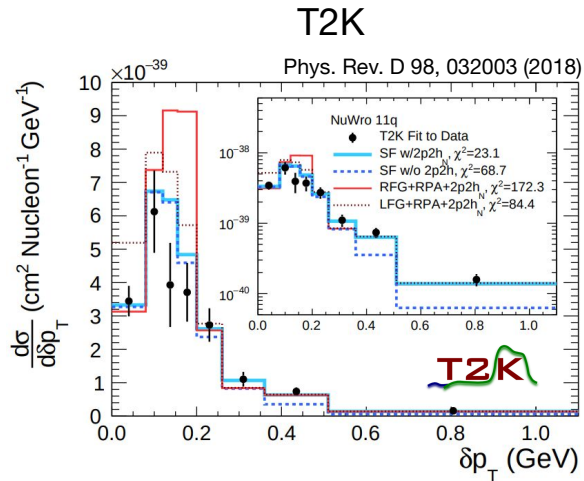 T2K
×10⁻³⁹
Phys. Rev. D 98, 032003 (2018)
NuWro 11q
T2K Fit to Data
SF w/2p2h_N, χ²=23.1
SF w/o 2p2h, χ²=68.7
RFG+RPA+2p2h_N, χ²=172.3
LFG+RPA+2p2h_N, χ²=84.4
10⁻³⁸
10⁻³⁹
10⁻⁴⁰
0.0 0.2 0.4 0.6 0.8 1.0
10
9
8
7
6
5
4
3
2
1
0
dσ/dδp_T (cm² Nucleon⁻¹ GeV⁻¹)
T2K
0.0 0.2 0.4 0.6 0.8 1.0
δp_T (GeV)